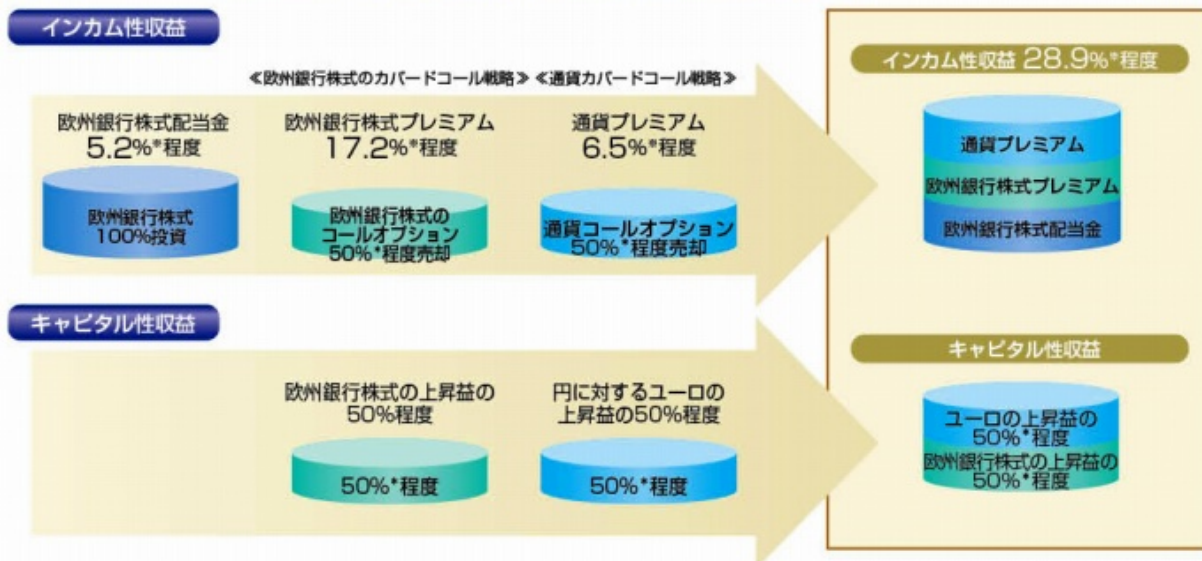 インカム性収益
≪欧州銀行株式のカバードコール戦略≫
≪通貨カバードコール戦略≫
欧州銀行株式配当金
5.2%*程度
欧州銀行株式
100%投資
欧州銀行株式プレミアム
17.2%*程度
欧州銀行株式の
コールオプション
50%*程度売却
通貨プレミアム
6.5%*程度
通貨コールオプション
50%*程度売却
インカム性収益 28.9%*程度
通貨プレミアム
欧州銀行株式プレミアム
欧州銀行株式配当金
キャピタル性収益
欧州銀行株式の上昇益の
50%程度
50%*程度
円に対するユーロの
上昇益の50%程度
50%*程度
キャピタル性収益
ユーロの上昇益の
50%*程度
欧州銀行株式の上昇益の
50%*程度